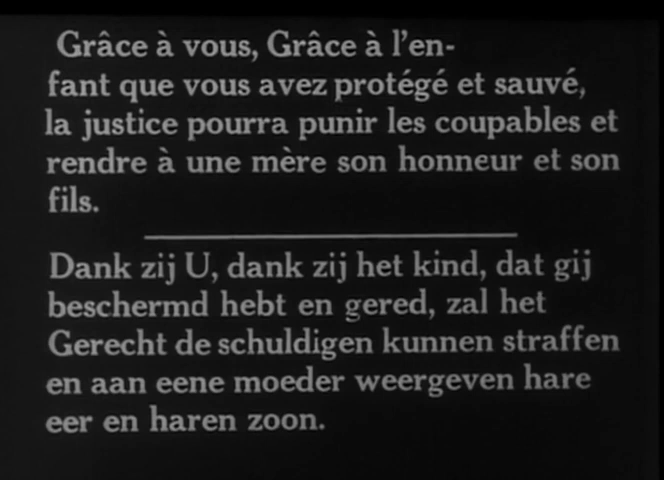 Grâce à vous, Grâce à l'en-
fant que vous avez protégé et sauvé,
la justice pourra punir les coupables et
rendre à une mère son honneur et son
fils.
Dank zij U, dank zij het kind, dat gij
beschermd hebt en gered, zal het
Gerecht de schuldigen kunnen straffen
en aan eene moeder weergeven hare
eer en haren zoon.